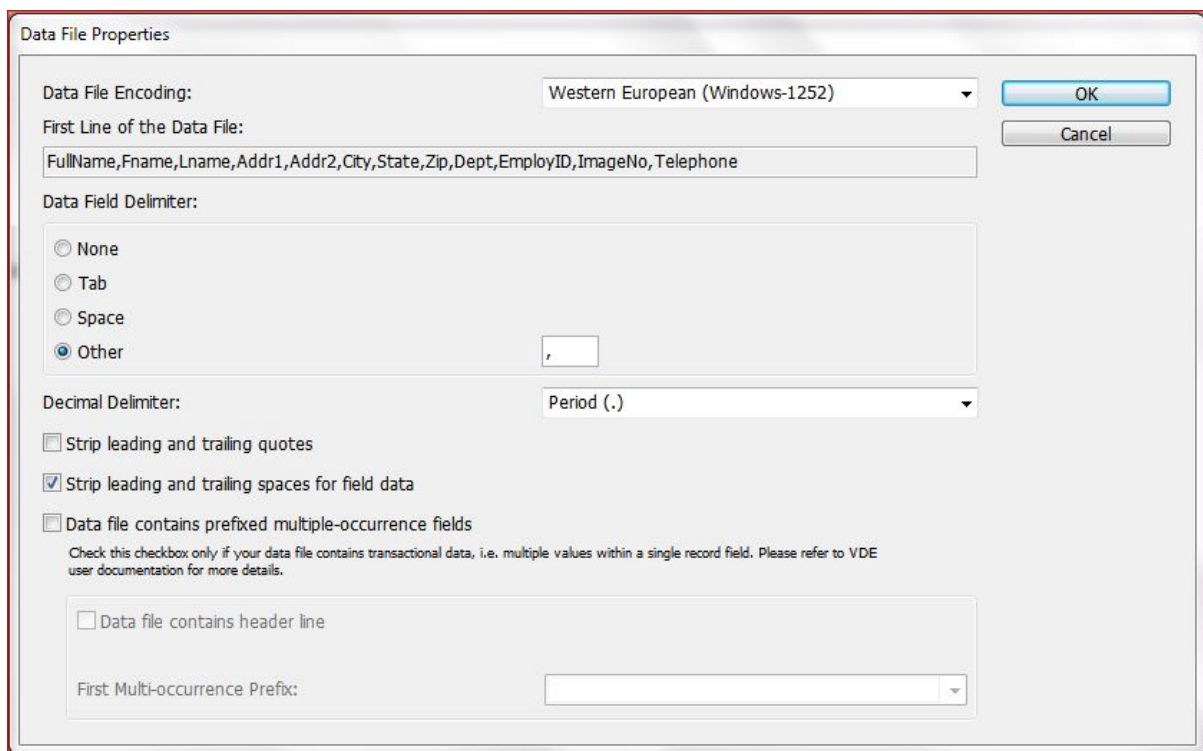 Data File Properties
Data File Encoding:
Western European (Windows-1252)
OK
First Line of the Data File:
Cancel
FullName,Fname,Lname,Addr1,Addr2,City,State,Zip,Dept,EmployID,ImageNo,Telephone
Data Field Delimiter:
None
Tab
Space
Other
,
Decimal Delimiter:
Period (.)
Strip leading and trailing quotes
Strip leading and trailing spaces for field data
Data file contains prefixed multiple-occurrence fields
Check this checkbox only if your data file contains transactional data, i.e. multiple values within a single record field. Please refer to VDE
user documentation for more details.
Data file contains header line
First Multi-occurrence Prefix: